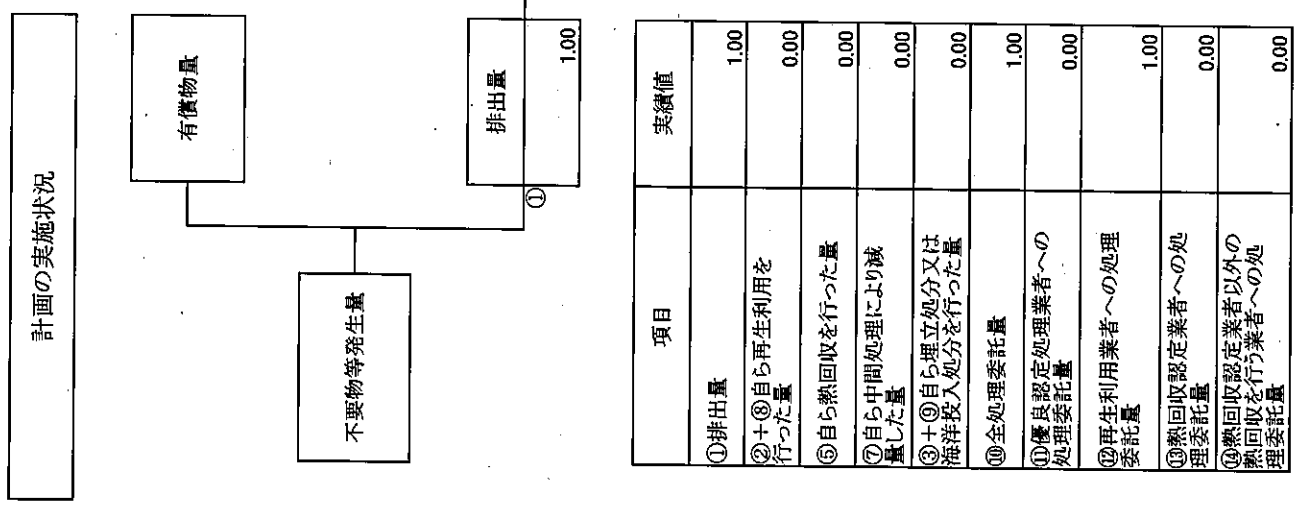 計画の実施状況
有償物量
不要物等発生量
排出量
1.00
①
項目
実績値
①排出量
1.00
②+⑧自ら再生利用を
行った量
0.00
⑤自ら熱回収を行った量
0.00
⑦自ら中間処理により減
量した量
0.00
③+⑨自ら埋立処分又は
海洋投入処分を行った量
0.00
⑩全処理委託量
1.00
⑪優良認定処理業者への
処理委託量
0.00
⑫再生利用業者への処理
委託量
1.00
⑬熱回収認定業者への処
理委託量
0.00
⑭熱回収認定業者以外の
熱回収を行う業者への処
理委託量
0.00